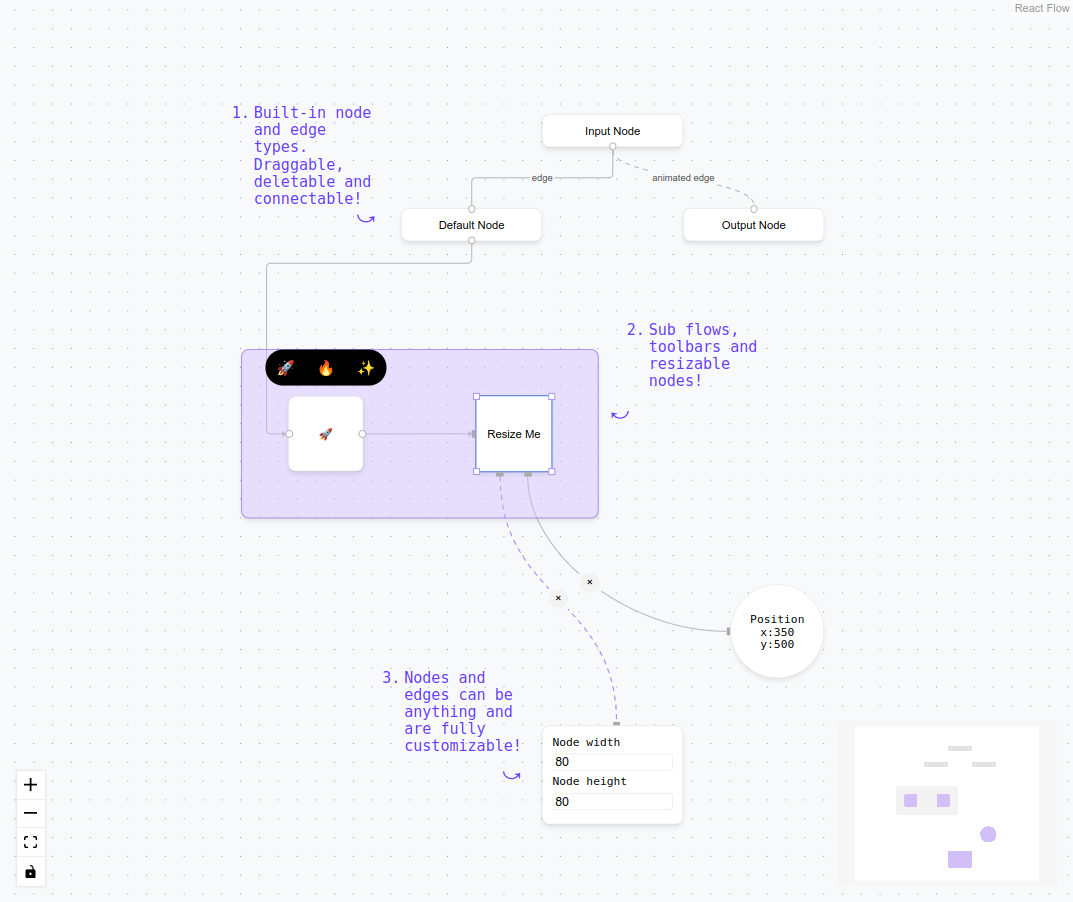 React Flow
1. Built-in node
and edge
types.
Draggable,
deletable and
connectable!
Input Node
edge
animated edge
Default Node
Output Node
2. Sub flows,
toolbars and
resizable
nodes!
Resize Me
×
×
Position
x:350
y:500
3. Nodes and
edges can be
anything and
are fully
customizable!
Node width
80
Node height
80